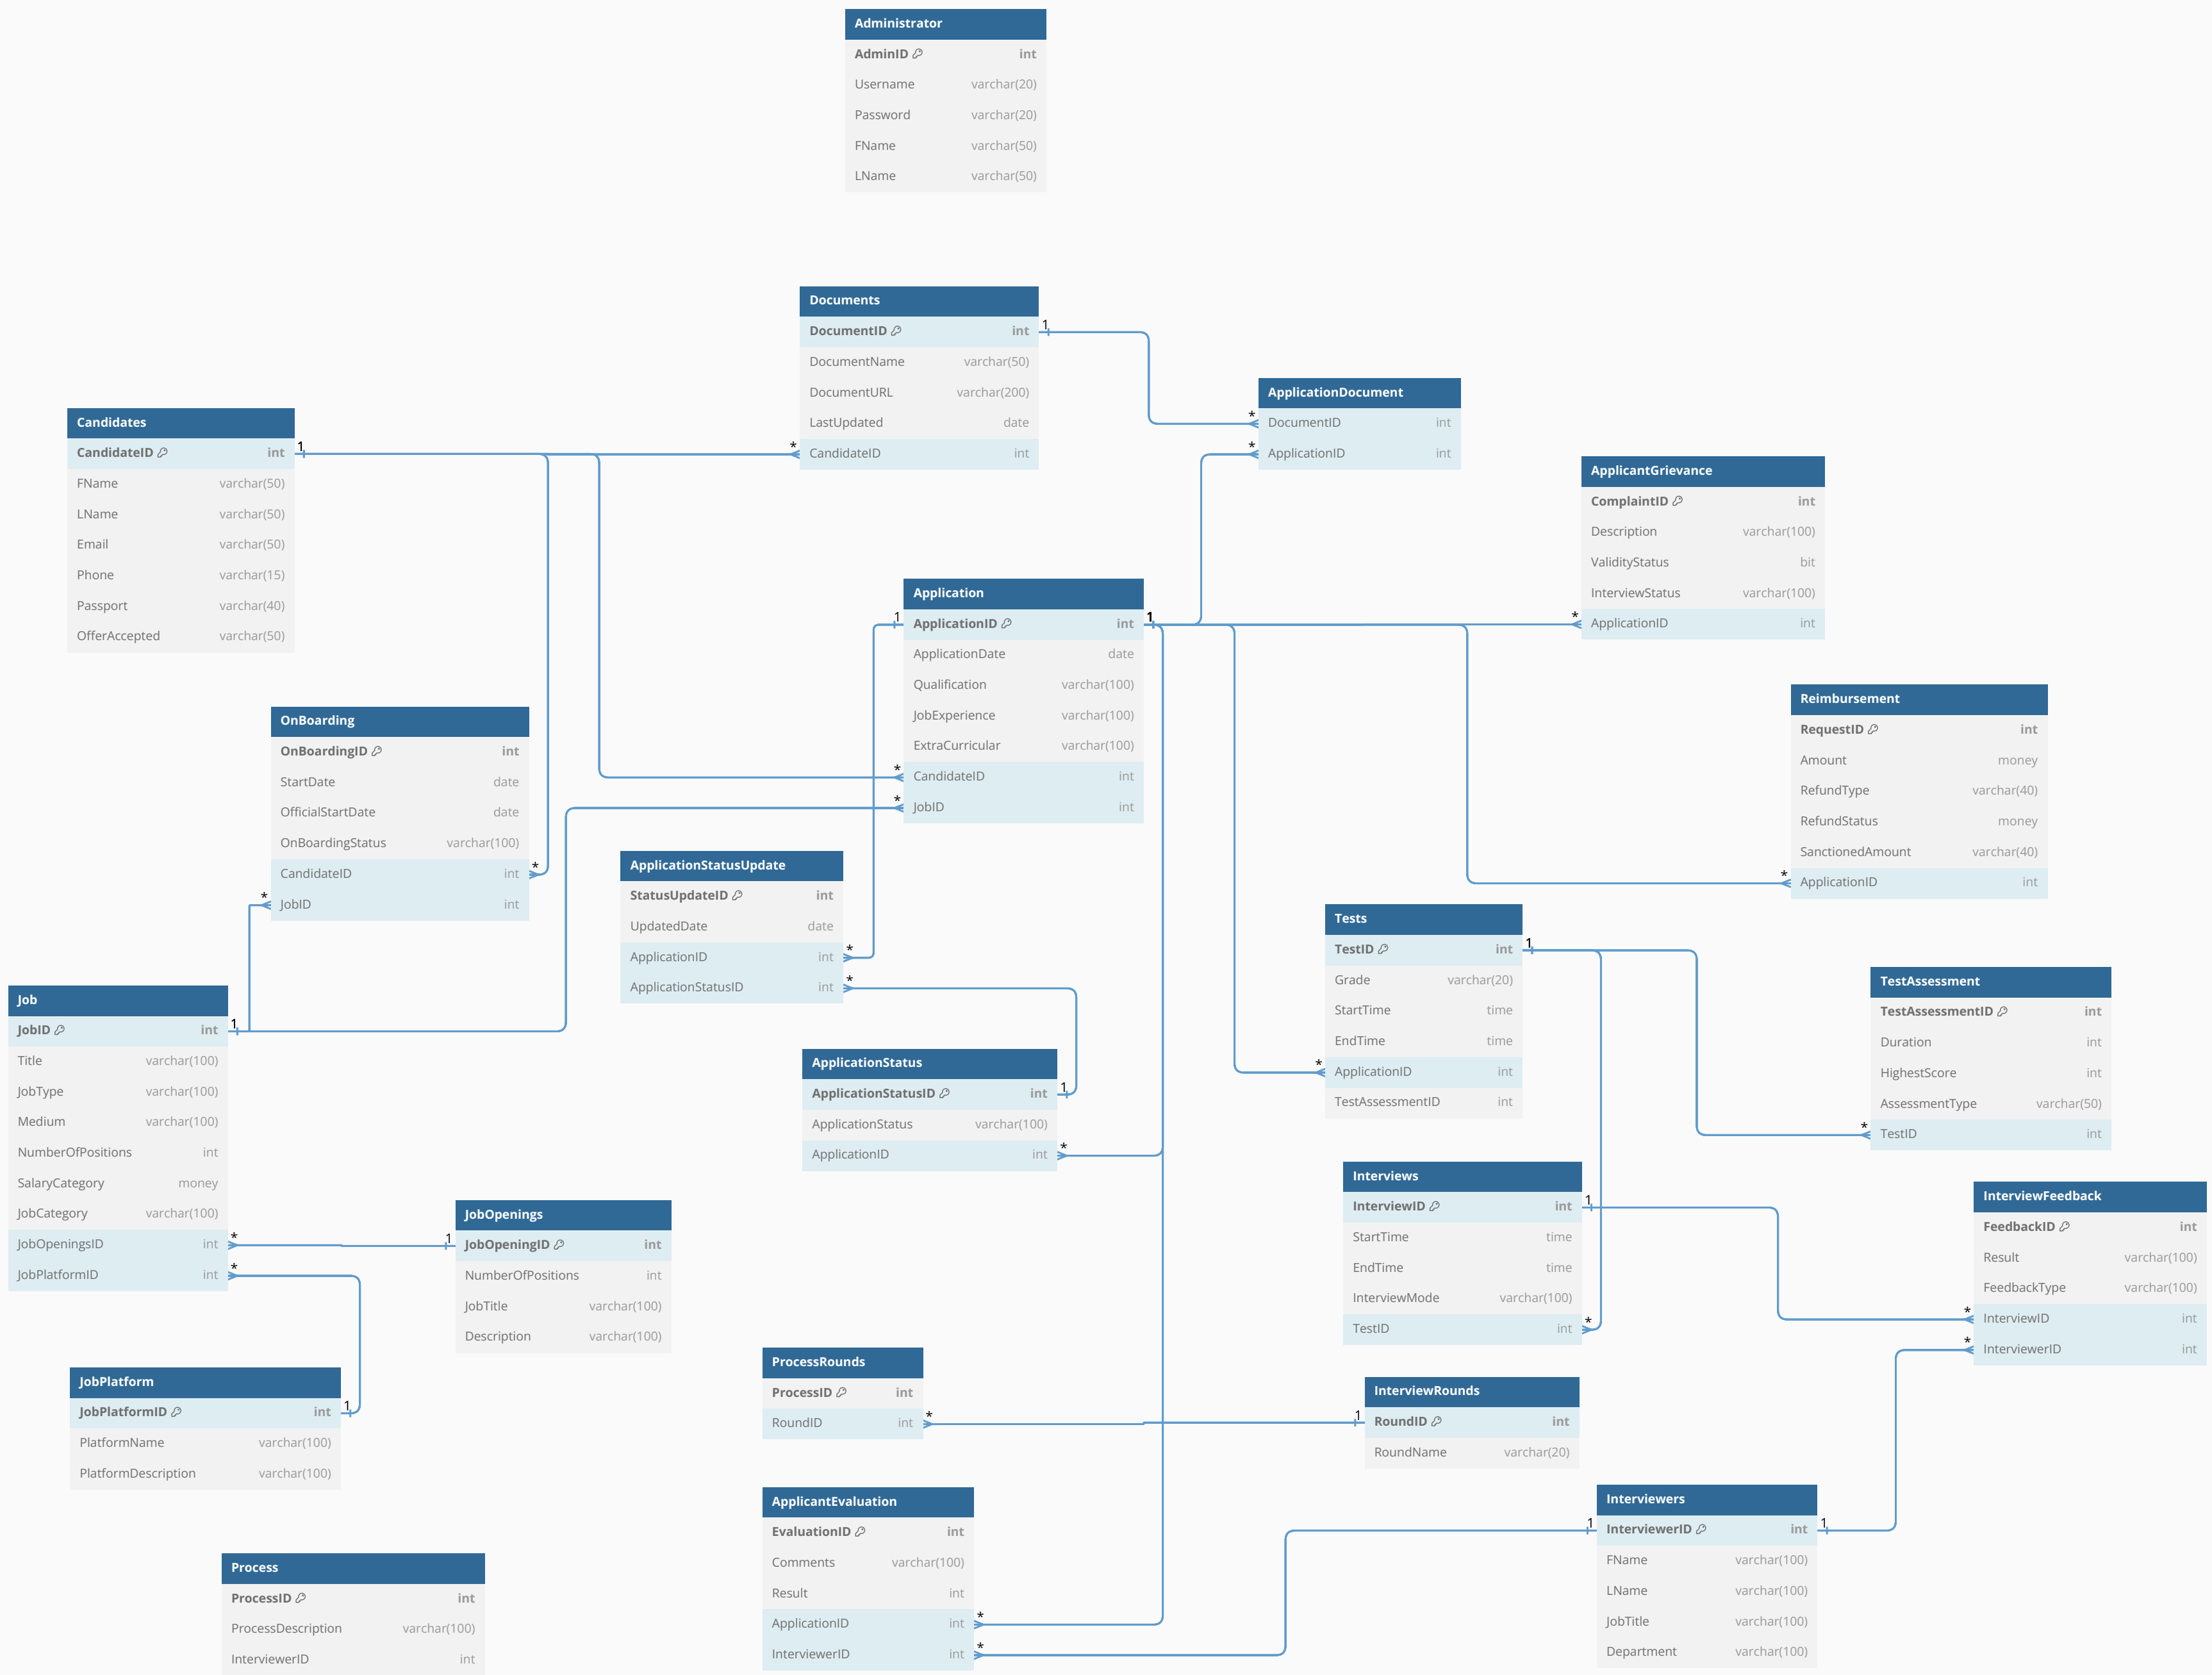 Administrator
AdminID int
Username varchar(20)
Password varchar(20)
FName varchar(50)
LName varchar(50)
Documents
DocumentID int
DocumentName varchar(50)
DocumentURL varchar(200)
LastUpdated date
CandidateID int
1
*
ApplicationDocument
DocumentID int
ApplicationID int
*
*
Candidates
CandidateID int
FName varchar(50)
LName varchar(50)
Email varchar(50)
Phone varchar(15)
Passport varchar(40)
OfferAccepted varchar(50)
1
ApplicantGrievance
ComplaintID int
Description varchar(100)
ValidityStatus bit
InterviewStatus varchar(100)
ApplicationID int
*
Application
ApplicationID int
ApplicationDate date
Qualification varchar(100)
JobExperience varchar(100)
ExtraCurricular varchar(100)
CandidateID int
JobID int
1
1
*
*
Reimbursement
RequestID int
Amount money
RefundType varchar(40)
RefundStatus money
SanctionedAmount varchar(40)
ApplicationID int
*
OnBoarding
OnBoardingID int
StartDate date
OfficialStartDate date
OnBoardingStatus varchar(100)
CandidateID int
JobID int
*
*
ApplicationStatusUpdate
StatusUpdateID int
UpdatedDate date
ApplicationID int
ApplicationStatusID int
*
*
Tests
TestID int
Grade varchar(20)
StartTime time
EndTime time
ApplicationID int
TestAssessmentID int
1
*
TestAssessment
TestAssessmentID int
Duration int
HighestScore int
AssessmentType varchar(50)
TestID int
*
Job
JobID int
Title varchar(100)
JobType varchar(100)
Medium varchar(100)
NumberOfPositions int
SalaryCategory money
JobCategory varchar(100)
JobOpeningsID int
JobPlatformID int
1
*
*
ApplicationStatus
ApplicationStatusID int
ApplicationStatus varchar(100)
ApplicationID int
1
*
Interviews
InterviewID int
StartTime time
EndTime time
InterviewMode varchar(100)
TestID int
1
*
InterviewFeedback
FeedbackID int
Result varchar(100)
FeedbackType varchar(100)
InterviewID int
InterviewerID int
*
*
JobOpenings
JobOpeningID int
NumberOfPositions int
JobTitle varchar(100)
Description varchar(100)
1
ProcessRounds
ProcessID int
RoundID int
*
JobPlatform
JobPlatformID int
PlatformName varchar(100)
PlatformDescription varchar(100)
1
InterviewRounds
RoundID int
RoundName varchar(20)
1
ApplicantEvaluation
EvaluationID int
Comments varchar(100)
Result int
ApplicationID int
InterviewerID int
*
*
Interviewers
InterviewerID int
FName varchar(100)
LName varchar(100)
JobTitle varchar(100)
Department varchar(100)
1
1
Process
ProcessID int
ProcessDescription varchar(100)
InterviewerID int